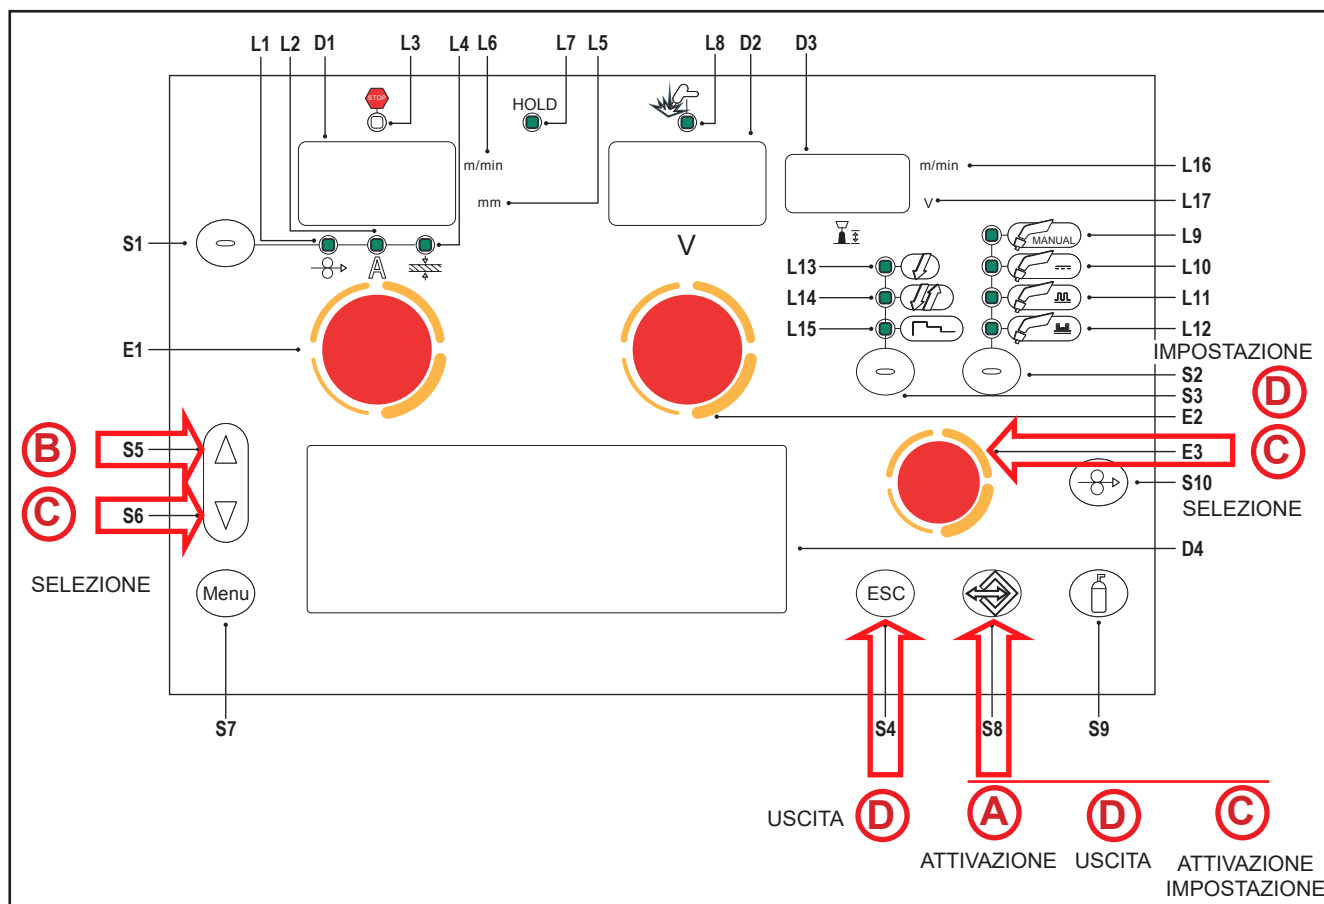 L1 L2 D1 L3 L4 L6 L7 L5 L8 D2 D3
STOP
HOLD
m/min
m/min L16
mm
V L17
S1
V
MANUAL L9
A
L13 L10
L14 L11
L15 L12
E1
IMPOSTAZIONE
S2
S3 D
E2
B S5
E3 C
C S6
S10
SELEZIONE
D4
SELEZIONE
Menu
ESC
S7 S4 S8 S9
USCITA D A D C
ATTIVAZIONE USCITA ATTIVAZIONE
IMPOSTAZIONE